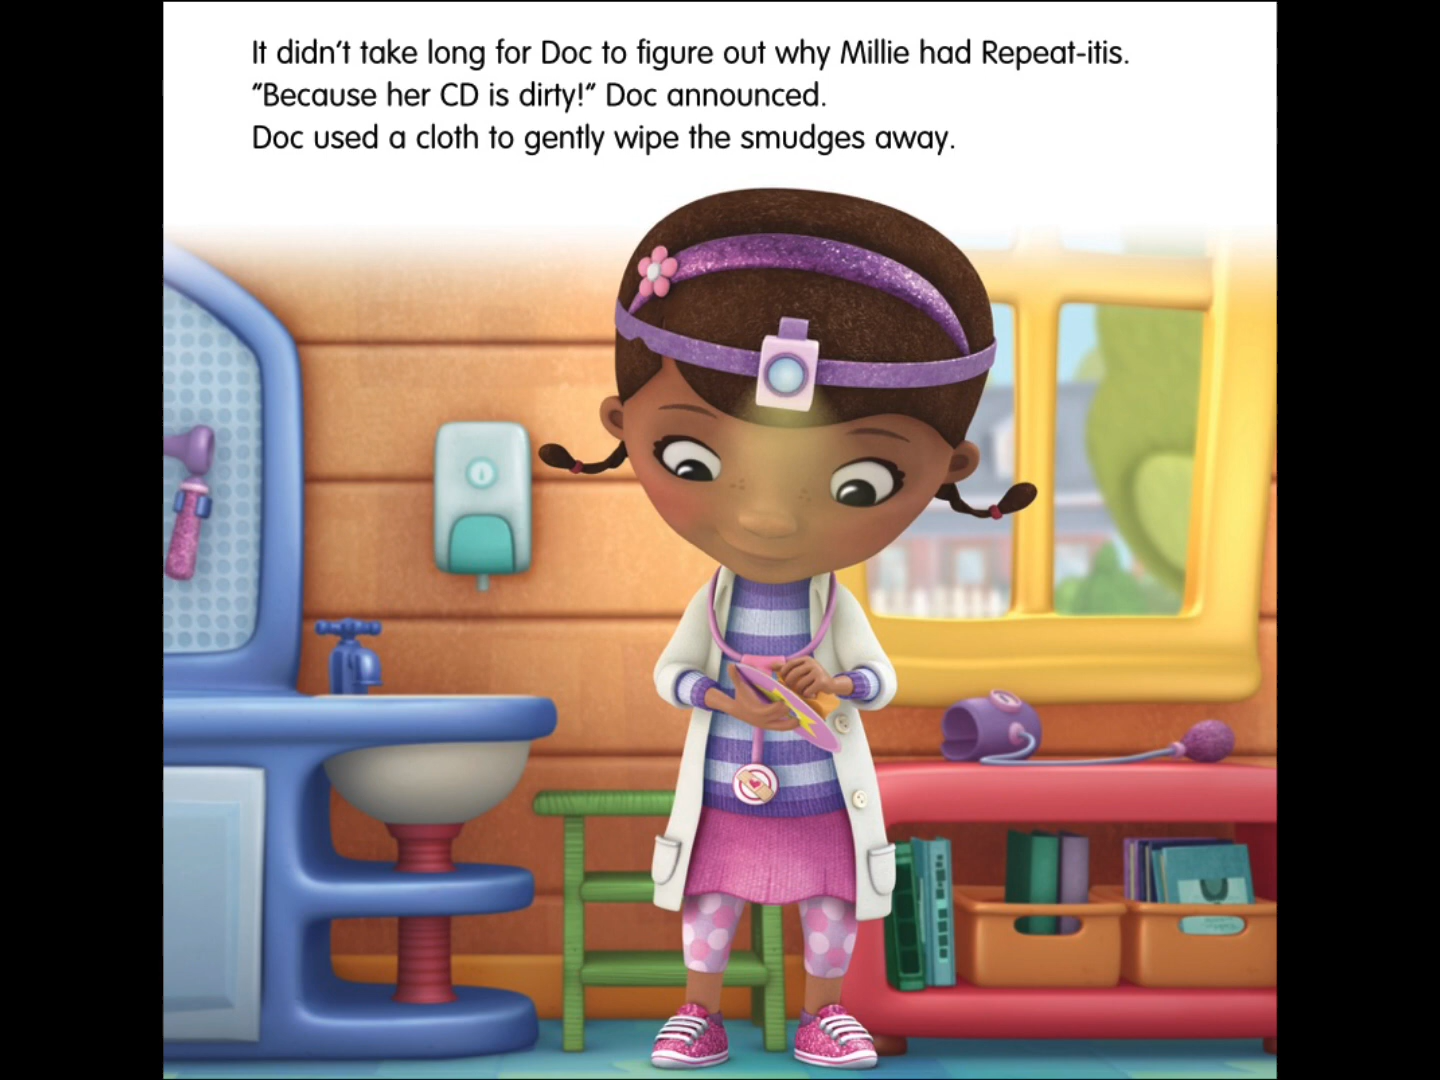 It didn’t take long for Doc to figure out why Millie had Repeat-itis.
“Because her CD is dirty!” Doc announced.
Doc used a cloth to gently wipe the smudges away.